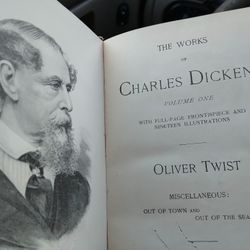 THE WORKS
OF
CHARLES DICKEN
VOLUME ONE
WITH FULL-PAGE FRONTISPIECE AND
NINETEEN ILLUSTRATIONS
OLIVER TWIST
MISCELLANEOUS:
OUT OF TOWN AND
OUT OF THE SEA